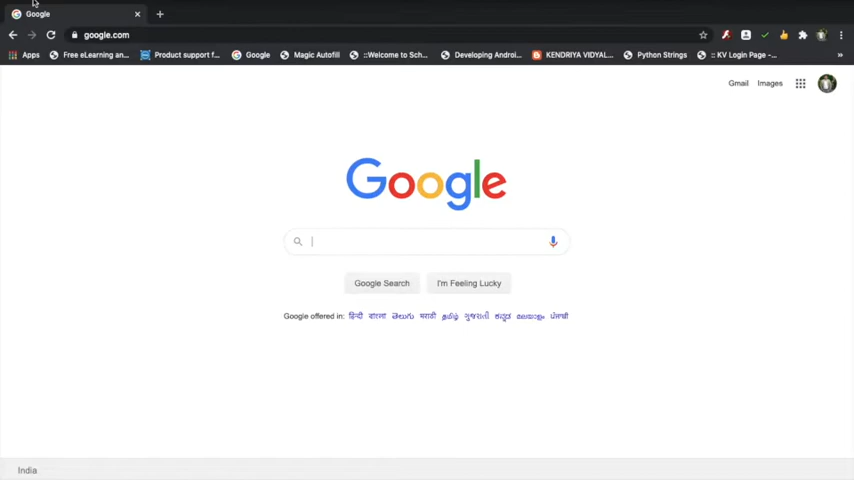 Google
google.com
Apps Free eLearning an... Product support f... Google Magic Autofill ::Welcome to Sch... Developing Androi... KENDRIYA VIDYAL... Python Strings :: KV Login Page -... »
Gmail Images
Google
Google Search I'm Feeling Lucky
Google offered in: हिन्दी বাংলা తెలుగు मराठी தமிழ் ગુજરાતી ಕನ್ನಡ മലയാളം ਪੰਜਾਬੀ
India